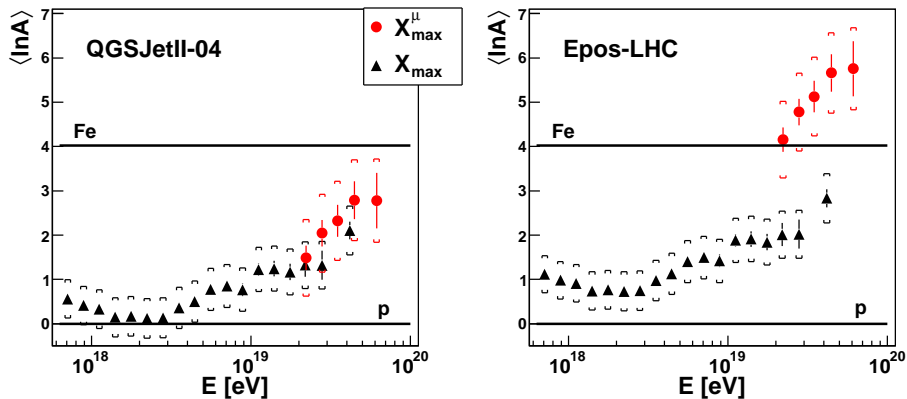 ⟨lnA⟩
7
6
5
4
3
2
1
0
QGSJetII-04
Fe
p
10^18
10^19
10^20
E [eV]
X^μ_max
X_max
⟨lnA⟩
7
6
5
4
3
2
1
0
Epos-LHC
Fe
p
10^18
10^19
10^20
E [eV]